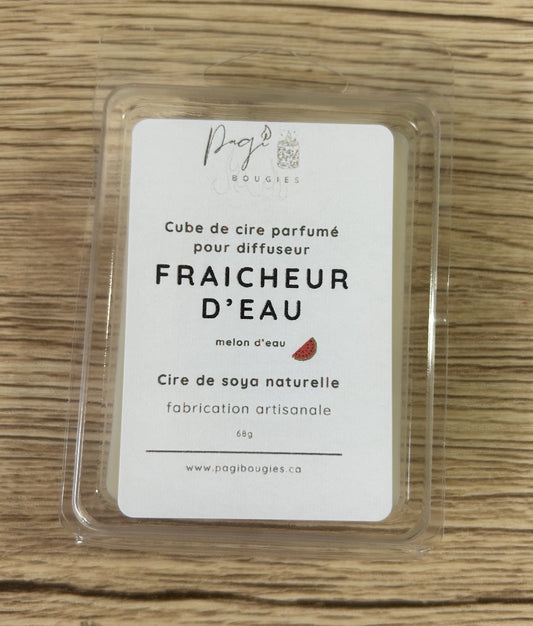 Pagi
BOUGIES
Cube de cire parfumé
pour diffuseur
FRAICHEUR
D'EAU
melon d'eau
Cire de soya naturelle
fabrication artisanale
68g
www.pagibougies.ca